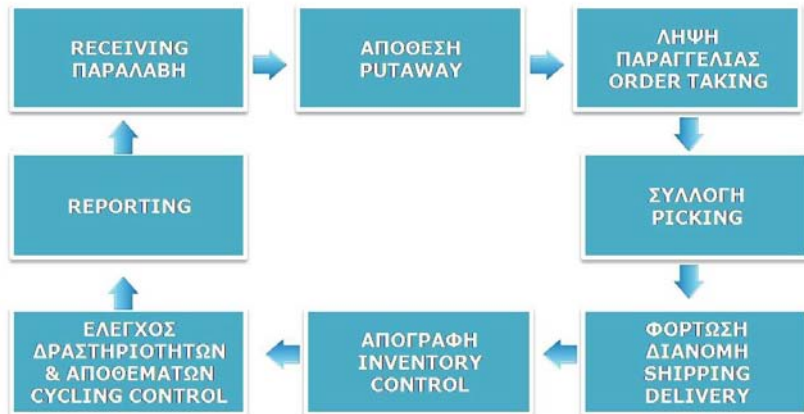 RECEIVING
ΠΑΡΑΛΑΒΗ
ΑΠΟΘΕΣΗ
PUTAWAY
ΛΗΨΗ
ΠΑΡΑΓΓΕΛΙΑΣ
ORDER TAKING
ΣΥΛΛΟΓΗ
PICKING
ΦΟΡΤΩΣΗ
ΔΙΑΝΟΜΗ
SHIPPING
DELIVERY
ΑΠΟΓΡΑΦΗ
INVENTORY
CONTROL
ΕΛΕΓΧΟΣ
ΔΡΑΣΤΗΡΙΟΤΗΤΩΝ
& ΑΠΟΘΕΜΑΤΩΝ
CYCLING CONTROL
REPORTING